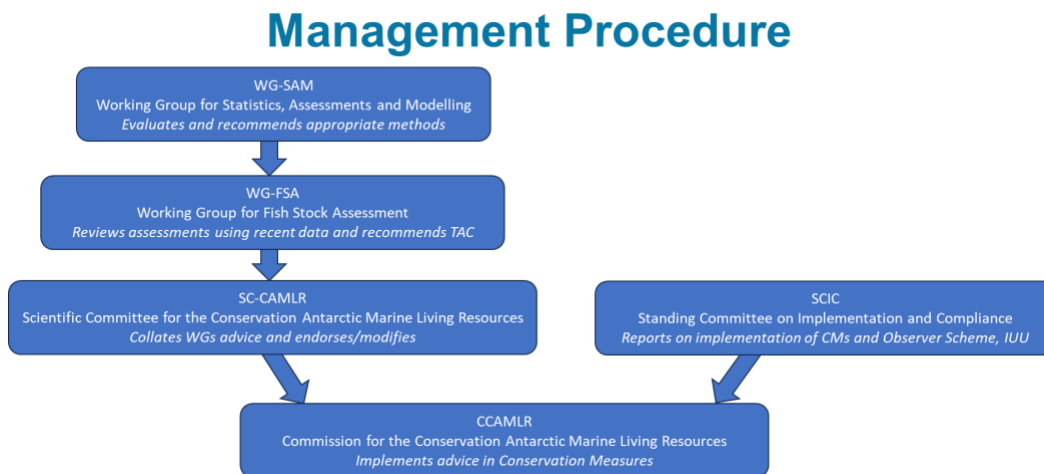 Management Procedure
WG-SAM
Working Group for Statistics, Assessments and Modelling
Evaluates and recommends appropriate methods
WG-FSA
Working Group for Fish Stock Assessment
Reviews assessments using recent data and recommends TAC
SC-CAMLR
Scientific Committee for the Conservation Antarctic Marine Living Resources
Collates WGs advice and endorses/modifies
SCIC
Standing Committee on Implementation and Compliance
Reports on implementation of CMs and Observer Scheme, IUU
CCAMLR
Commission for the Conservation Antarctic Marine Living Resources
Implements advice in Conservation Measures